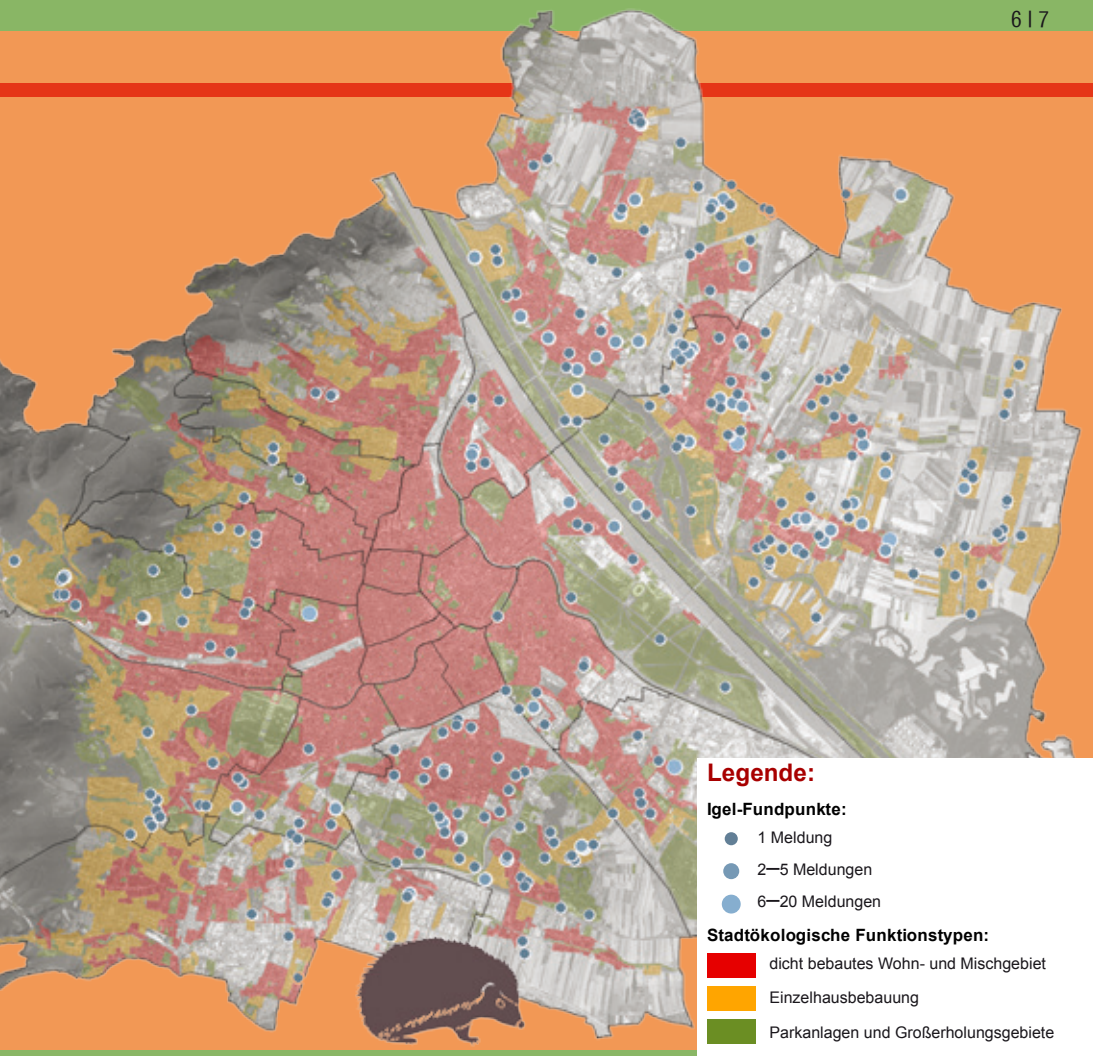 6 | 7
Legende:
Igel-Fundpunkte:
1 Meldung
2—5 Meldungen
6—20 Meldungen
Stadtökologische Funktionstypen:
dicht bebautes Wohn- und Mischgebiet
Einzelhausbebauung
Parkanlagen und Großerholungsgebiete